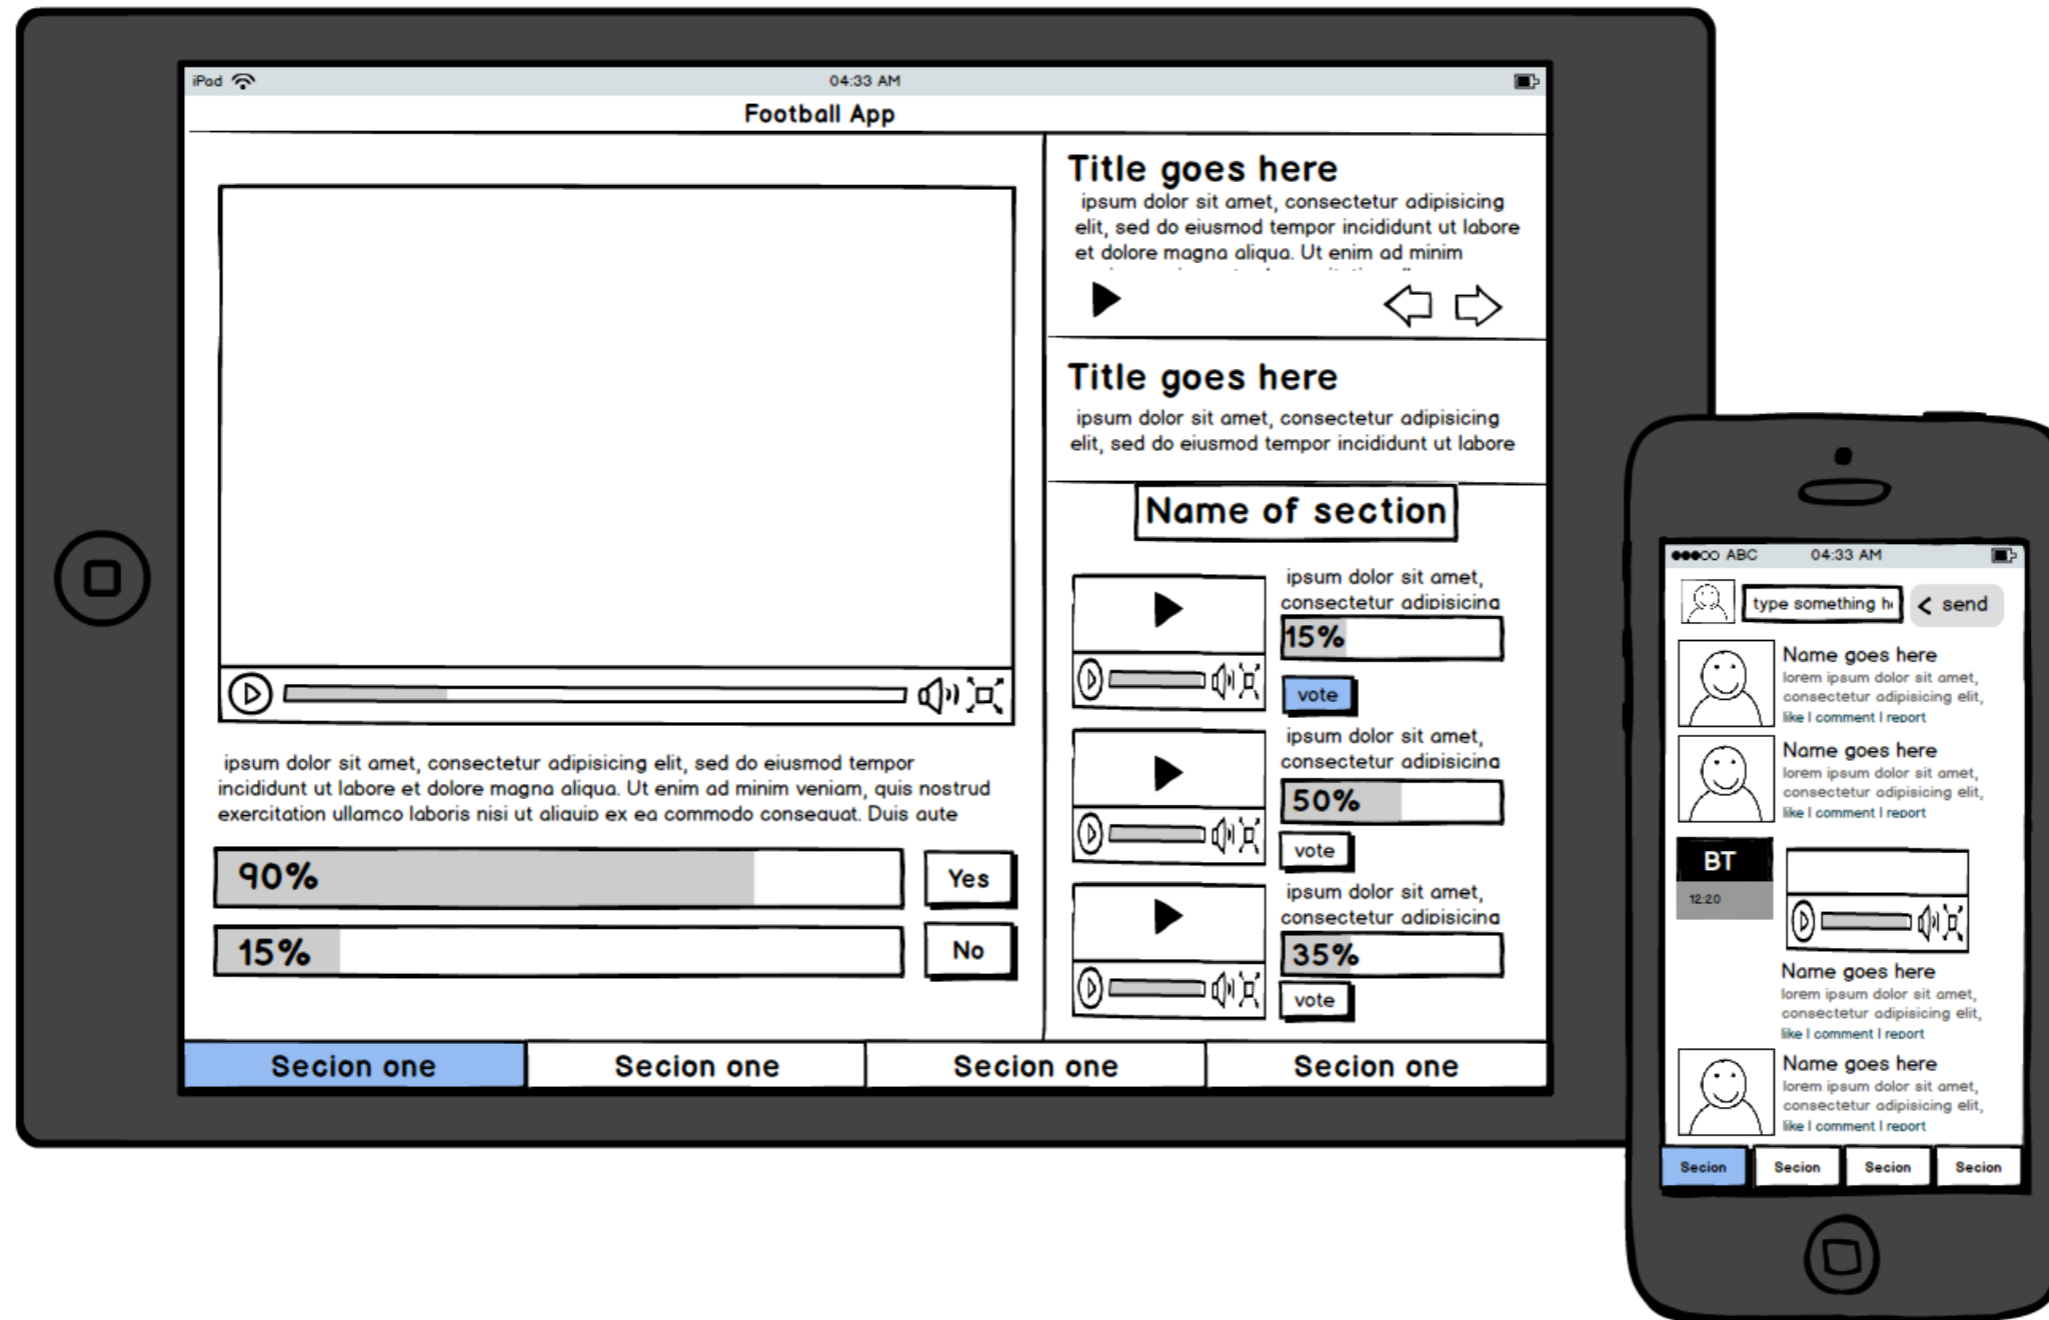 iPad
04:33 AM
Football App
ipsum dolor sit amet, consectetur adipisicing elit, sed do eiusmod tempor
incididunt ut labore et dolore magna aliqua. Ut enim ad minim veniam, quis nostrud
exercitation ullamco laboris nisi ut aliquip ex ea commodo consequat. Duis aute
90%
Yes
15%
No
Title goes here
ipsum dolor sit amet, consectetur adipisicing
elit, sed do eiusmod tempor incididunt ut labore
et dolore magna aliqua. Ut enim ad minim
Title goes here
ipsum dolor sit amet, consectetur adipisicing
elit, sed do eiusmod tempor incididunt ut labore
Name of section
ipsum dolor sit amet,
consectetur adipisicing
15%
vote
ipsum dolor sit amet,
consectetur adipisicing
50%
vote
ipsum dolor sit amet,
consectetur adipisicing
35%
vote
Secion one
Secion one
Secion one
Secion one
ABC
04:33 AM
type something
send
Name goes here
lorem ipsum dolor sit amet,
consectetur adipisicing elit,
like | comment | report
Name goes here
lorem ipsum dolor sit amet,
consectetur adipisicing elit,
like | comment | report
BT
12:20
Name goes here
lorem ipsum dolor sit amet,
consectetur adipisicing elit,
like | comment | report
Name goes here
lorem ipsum dolor sit amet,
consectetur adipisicing elit,
like | comment | report
Secion
Secion
Secion
Secion